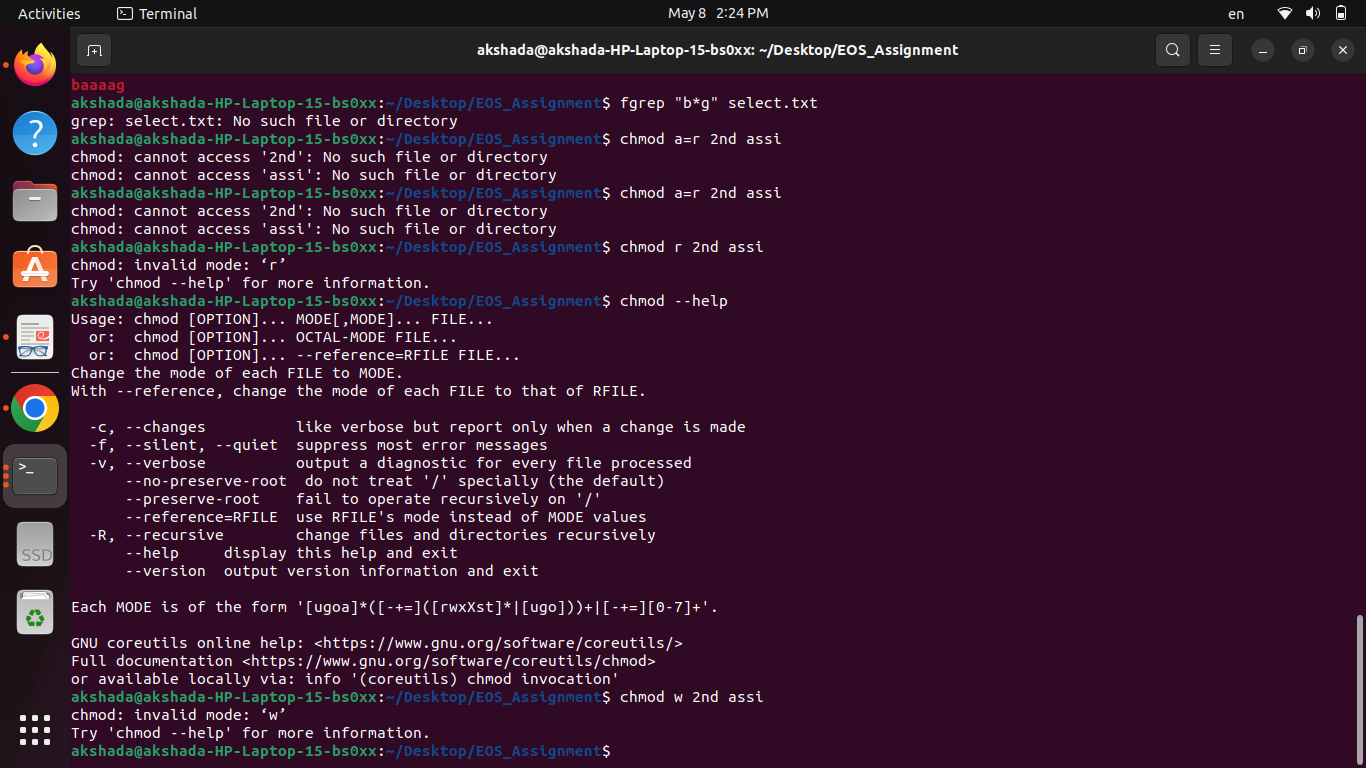 Activities
Terminal
May 8 2:24 PM
en
akshada@akshada-HP-Laptop-15-bs0xx: ~/Desktop/EOS_Assignment
baaaag
akshada@akshada-HP-Laptop-15-bs0xx:~/Desktop/EOS_Assignment$ fgrep "b*g" select.txt
grep: select.txt: No such file or directory
akshada@akshada-HP-Laptop-15-bs0xx:~/Desktop/EOS_Assignment$ chmod a=r 2nd assi
chmod: cannot access '2nd': No such file or directory
chmod: cannot access 'assi': No such file or directory
akshada@akshada-HP-Laptop-15-bs0xx:~/Desktop/EOS_Assignment$ chmod a=r 2nd assi
chmod: cannot access '2nd': No such file or directory
chmod: cannot access 'assi': No such file or directory
akshada@akshada-HP-Laptop-15-bs0xx:~/Desktop/EOS_Assignment$ chmod r 2nd assi
chmod: invalid mode: ‘r’
Try 'chmod --help' for more information.
akshada@akshada-HP-Laptop-15-bs0xx:~/Desktop/EOS_Assignment$ chmod --help
Usage: chmod [OPTION]... MODE[,MODE]... FILE...
  or:  chmod [OPTION]... OCTAL-MODE FILE...
  or:  chmod [OPTION]... --reference=RFILE FILE...
Change the mode of each FILE to MODE.
With --reference, change the mode of each FILE to that of RFILE.
  -c, --changes          like verbose but report only when a change is made
  -f, --silent, --quiet  suppress most error messages
  -v, --verbose          output a diagnostic for every file processed
      --no-preserve-root  do not treat '/' specially (the default)
      --preserve-root    fail to operate recursively on '/'
      --reference=RFILE  use RFILE's mode instead of MODE values
  -R, --recursive        change files and directories recursively
      --help     display this help and exit
      --version  output version information and exit
Each MODE is of the form '[ugoa]*([-+=]([rwxXst]*|[ugo]))+|[-+=][0-7]+'.
GNU coreutils online help: <https://www.gnu.org/software/coreutils/>
Full documentation <https://www.gnu.org/software/coreutils/chmod>
or available locally via: info '(coreutils) chmod invocation'
akshada@akshada-HP-Laptop-15-bs0xx:~/Desktop/EOS_Assignment$ chmod w 2nd assi
chmod: invalid mode: ‘w’
Try 'chmod --help' for more information.
akshada@akshada-HP-Laptop-15-bs0xx:~/Desktop/EOS_Assignment$
SSD